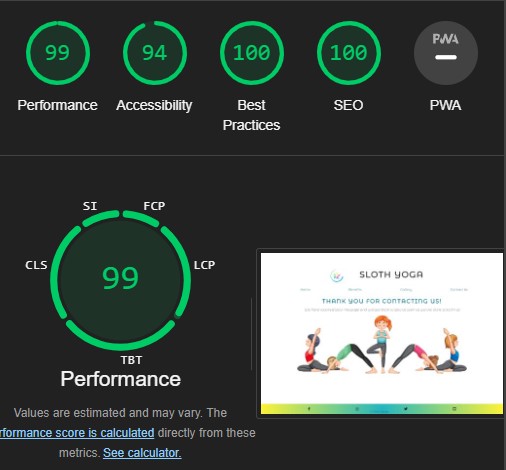 99
94
100
100
PWA
Performance
Accessibility
Best
Practices
SEO
PWA
SI
FCP
CLS
LCP
99
TBT
Performance
Values are estimated and may vary. The
rformance score is calculated directly from these
metrics. See calculator.
SLOTH YOGA
THANK YOU FOR CONTACTING US!